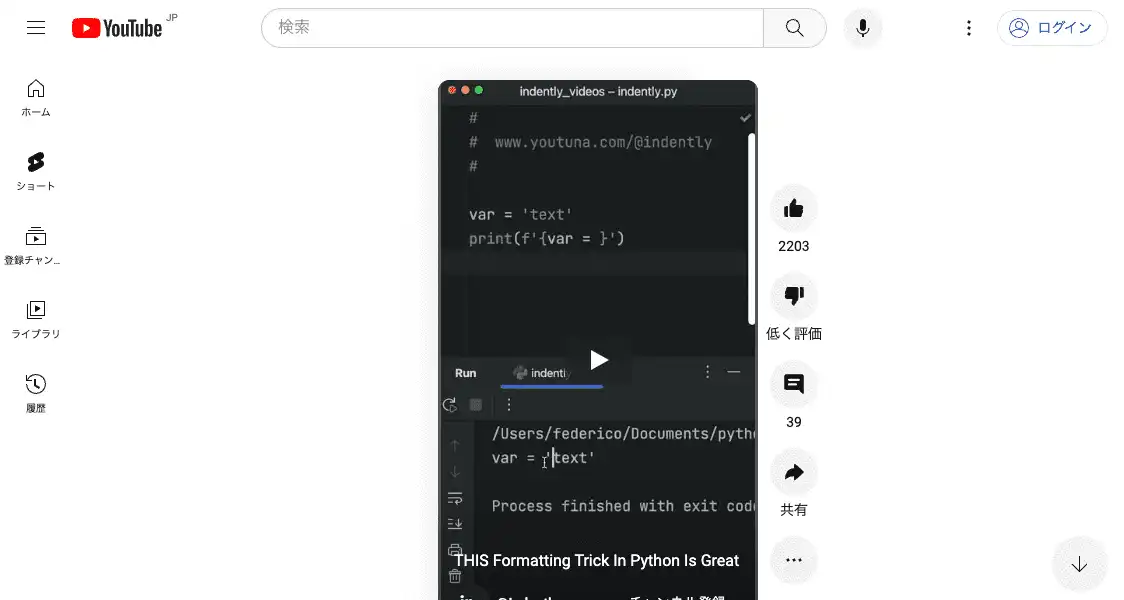 YouTube JP
検索
ログイン
ホーム
ショート
登録チャン...
ライブラリ
履歴
indently_videos – indently.py
#
# www.youtuna.com/@indently
#
var = 'text'
print(f'{var = }')
Run
indently
/Users/federico/Documents/pytho
var = 'text'
Process finished with exit code
THIS Formatting Trick In Python Is Great
2203
低く評価
39
共有